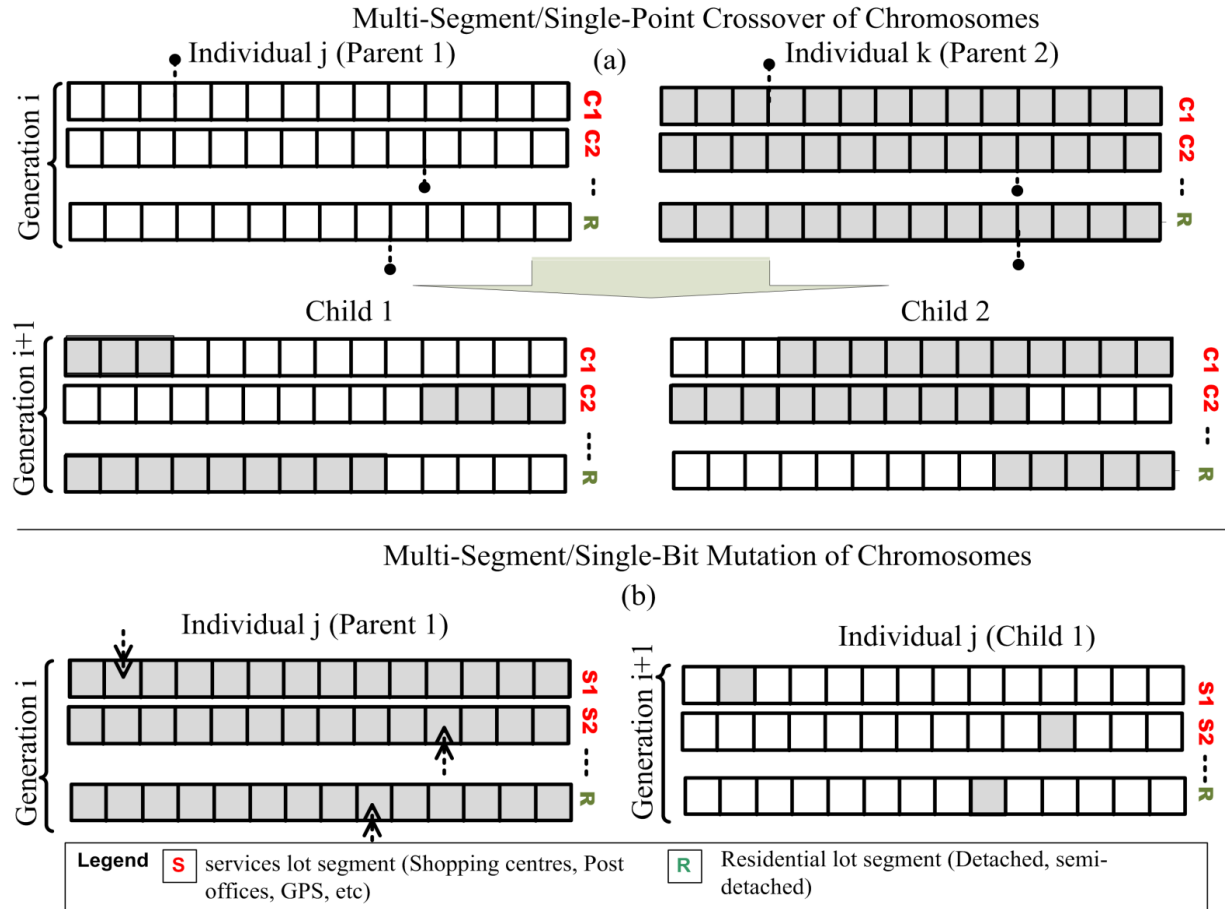 Multi-Segment/Single-Point Crossover of Chromosomes
Individual j (Parent 1)
(a)
Individual k (Parent 2)
Generation i
C1
C2
R
C1
C2
R
Child 1
Child 2
Generation i+1
C1
C2
R
C1
C2
R
Multi-Segment/Single-Bit Mutation of Chromosomes
(b)
Individual j (Parent 1)
Individual j (Child 1)
Generation i
S1
S2
R
Generation i+1
S1
S2
R
Legend
S
services lot segment (Shopping centres, Post
offices, GPS, etc)
R
Residential lot segment (Detached, semi-
detached)